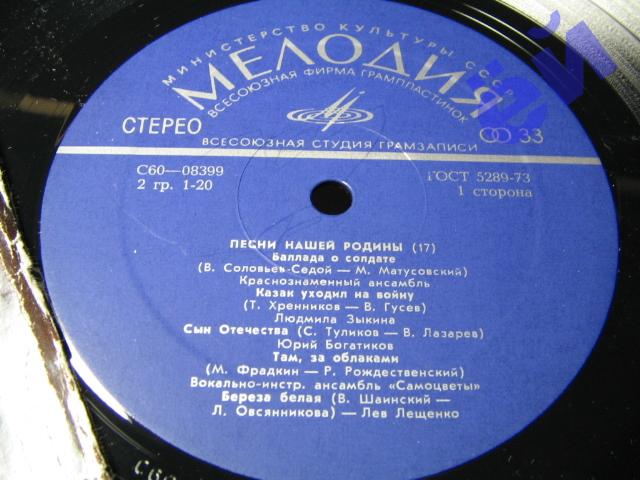 МИНИСТЕРСТВО КУЛЬТУРЫ СССР
МЕЛОДИЯ
ВСЕСОЮЗНАЯ ФИРМА ГРАМПЛАСТИНОК
СТЕРЕО
33
ВСЕСОЮЗНАЯ СТУДИЯ ГРАМЗАПИСИ
С60—08399
ГОСТ 5289-73
2 гр. 1-20
1 сторона
ПЕСНИ НАШЕЙ РОДИНЫ (17)
Баллада о солдате
(В. Соловьев-Седой — М. Матусовский)
Краснознаменный ансамбль
Казак уходил на войну
(Т. Хренников — В. Гусев)
Людмила Зыкина
Сын Отечества (С. Туликов — В. Лазарев)
Юрий Богатиков
Там, за облаками
(М. Фрадкин — Р. Рождественский)
Вокально-инстр. ансамбль «Самоцветы»
Береза белая (В. Шаинский —
Л. Овсянникова) — Лев Лещенко